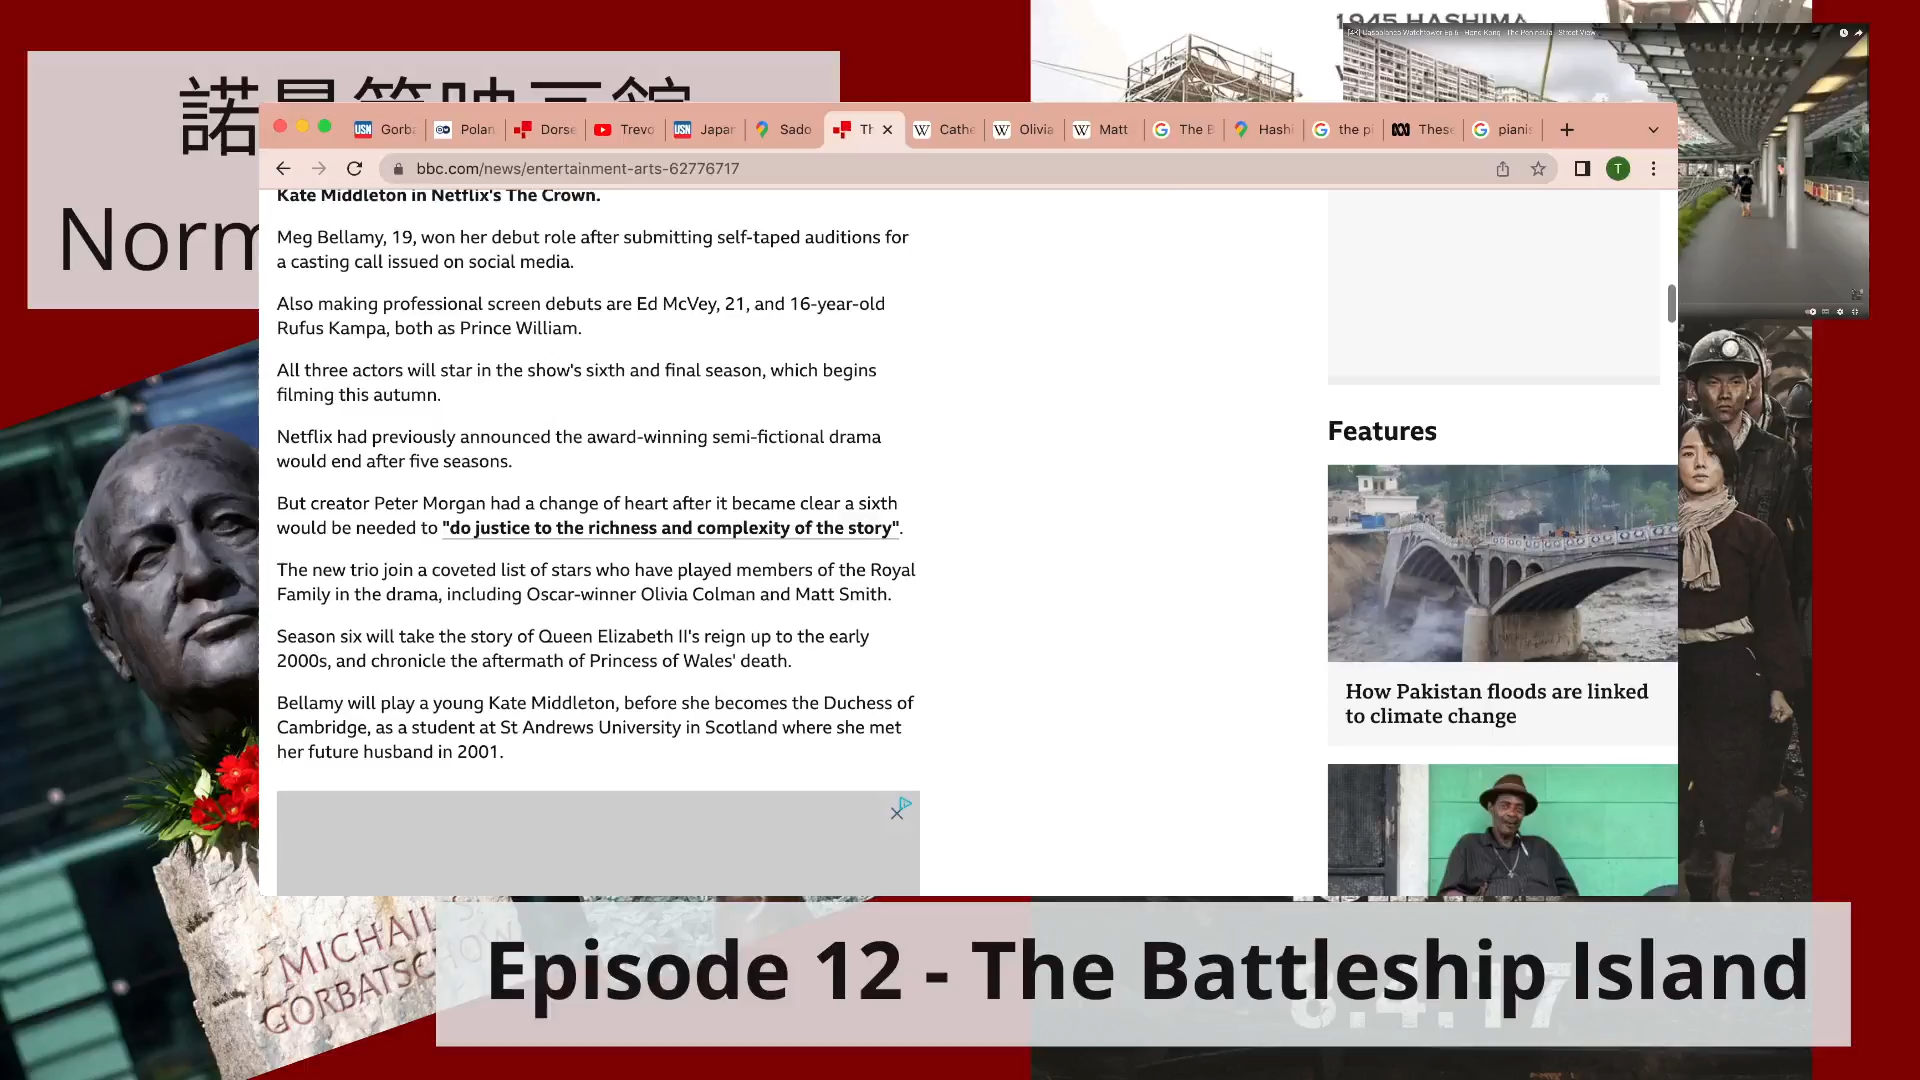 1945 HASHIMA
Norm
Gorba
Polan
Dorse
Trevo
Japar
Sado
Th
Cathe
Olivia
Matt
The B
Hashi
the pi
These
pianis
bbc.com/news/entertainment-arts-62776717
T
Kate Middleton in Netflix's The Crown.
Meg Bellamy, 19, won her debut role after submitting self-taped auditions for
a casting call issued on social media.
Also making professional screen debuts are Ed McVey, 21, and 16-year-old
Rufus Kampa, both as Prince William.
All three actors will star in the show's sixth and final season, which begins
filming this autumn.
Netflix had previously announced the award-winning semi-fictional drama
would end after five seasons.
But creator Peter Morgan had a change of heart after it became clear a sixth
would be needed to "do justice to the richness and complexity of the story".
The new trio join a coveted list of stars who have played members of the Royal
Family in the drama, including Oscar-winner Olivia Colman and Matt Smith.
Season six will take the story of Queen Elizabeth II's reign up to the early
2000s, and chronicle the aftermath of Princess of Wales' death.
Bellamy will play a young Kate Middleton, before she becomes the Duchess of
Cambridge, as a student at St Andrews University in Scotland where she met
her future husband in 2001.
Features
How Pakistan floods are linked
to climate change
MICHAIL
GORBATSCHOW
Episode 12 - The Battleship Island
8.4.17